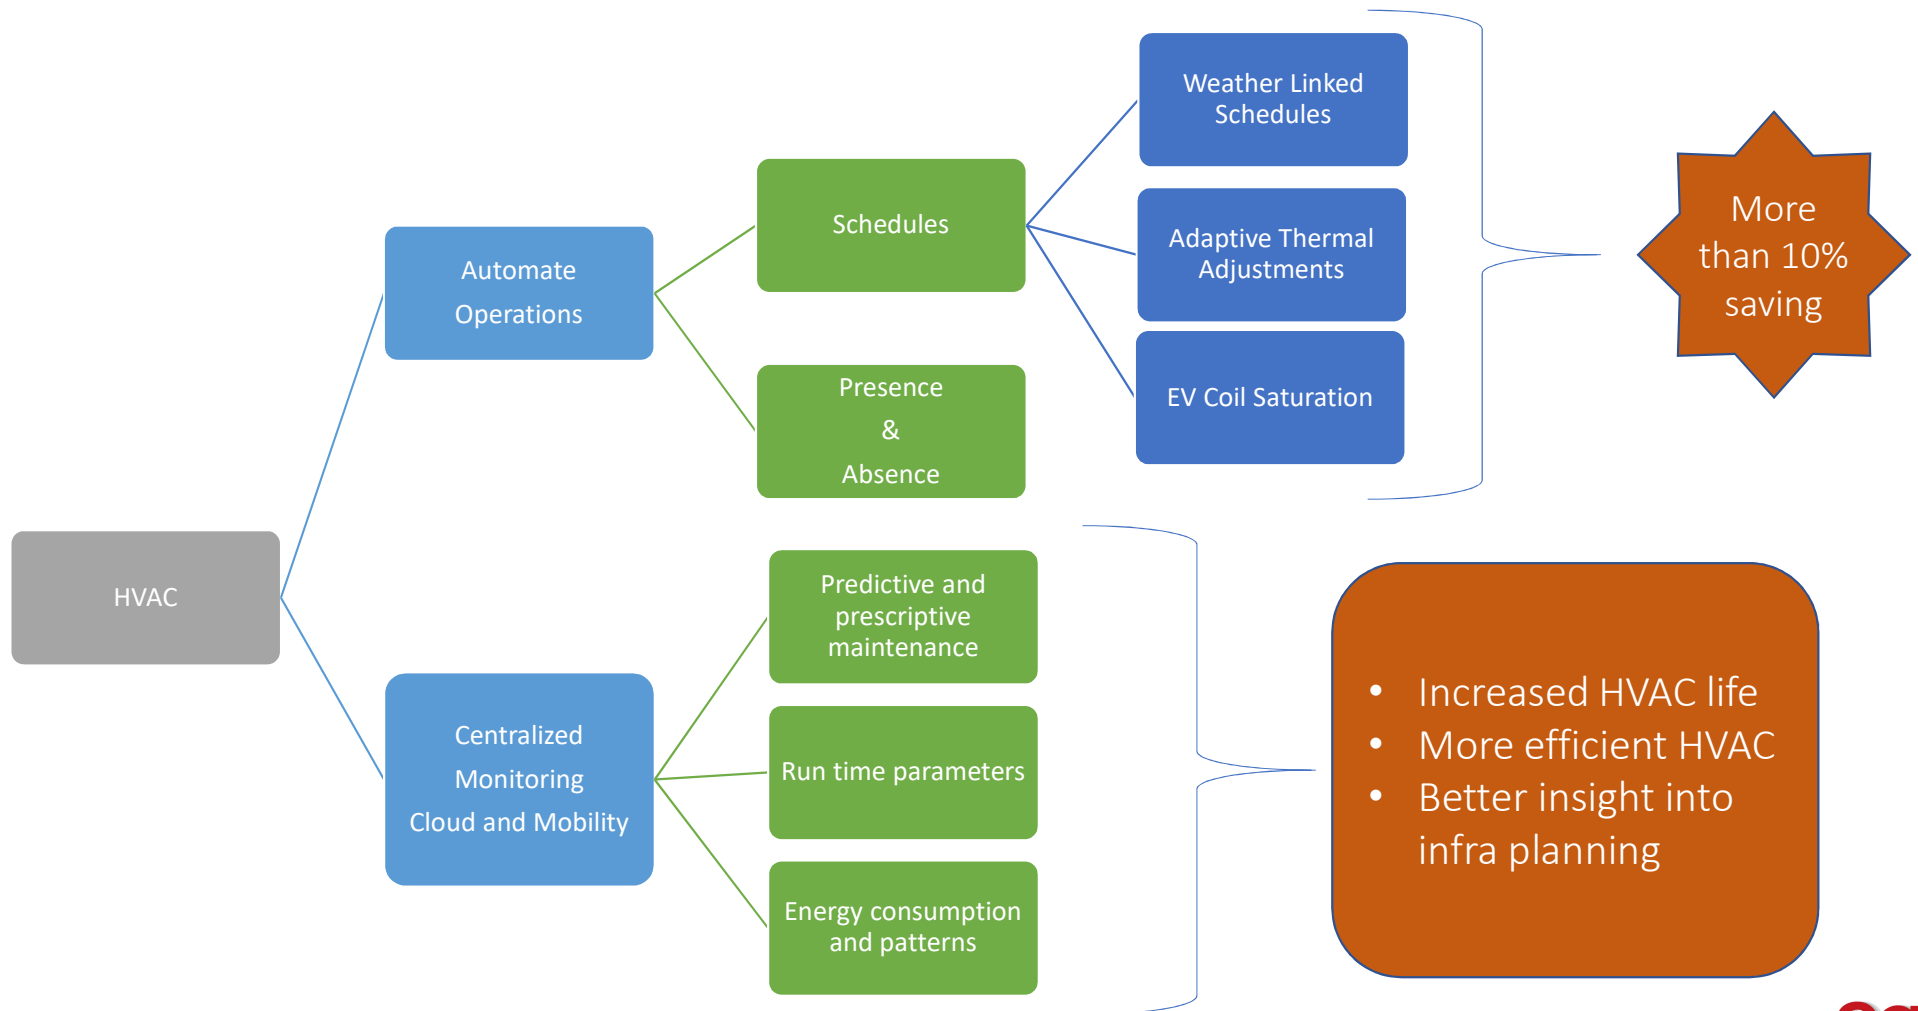 Weather Linked
Schedules
Schedules
Adaptive Thermal
Adjustments
More
than 10%
saving
Automate
Operations
Presence
&
Absence
EV Coil Saturation
HVAC
Predictive and
prescriptive
maintenance
Centralized
Monitoring
Cloud and Mobility
Run time parameters
Energy consumption
and patterns
• Increased HVAC life
• More efficient HVAC
• Better insight into
infra planning